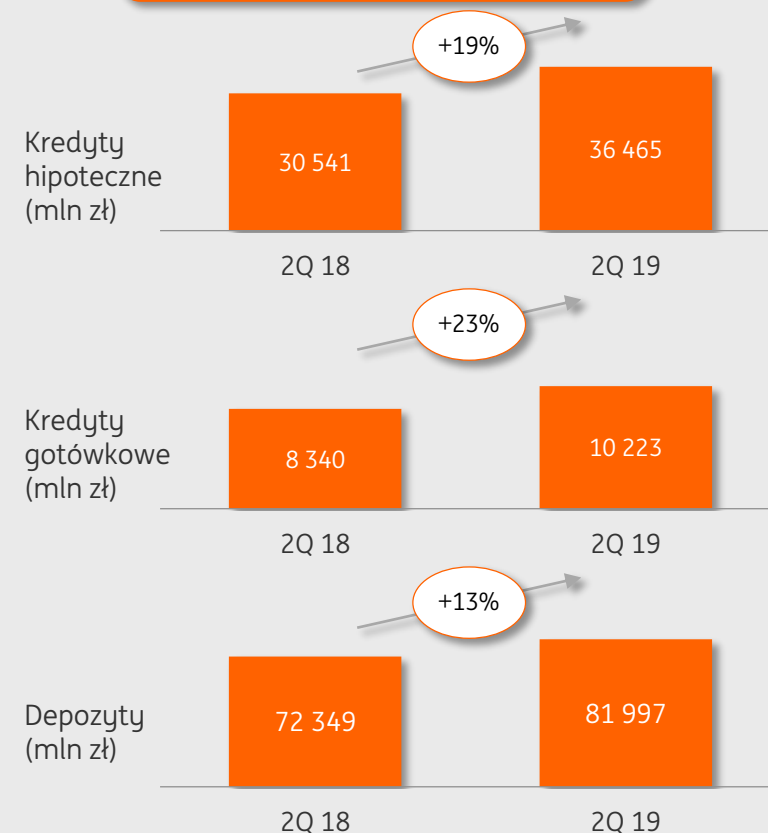 +19%
Kredyty
hipoteczne
(mln zł)
30 541
36 465
2Q 18
2Q 19
+23%
Kredyty
gotówkowe
(mln zł)
8 340
10 223
2Q 18
2Q 19
+13%
Depozyty
(mln zł)
72 349
81 997
2Q 18
2Q 19